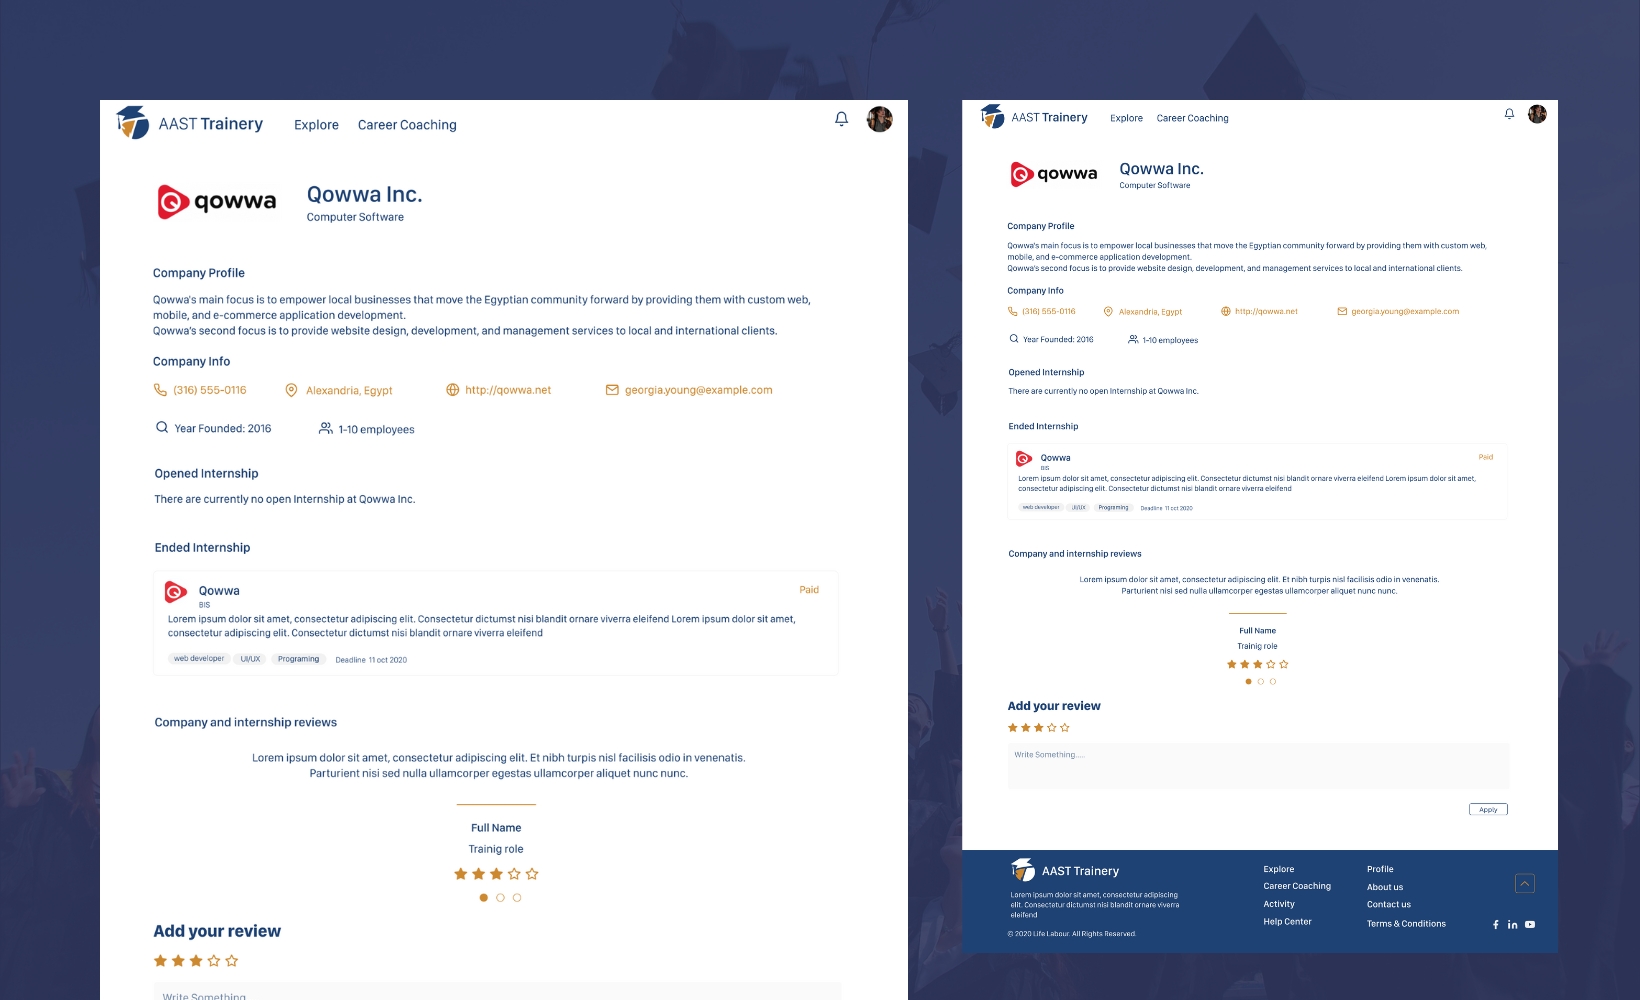 AAST Trainery
Explore
Career Coaching
qowwa
Qowwa Inc.
Computer Software
Company Profile
Qowwa's main focus is to empower local businesses that move the Egyptian community forward by providing them with custom web,
mobile, and e-commerce application development.
Qowwa's second focus is to provide website design, development, and management services to local and international clients.
Company Info
(316) 555-0116
Alexandria, Egypt
http://qowwa.net
georgia.young@example.com
Year Founded: 2016
1-10 employees
Opened Internship
There are currently no open Internship at Qowwa Inc.
Ended Internship
Qowwa
Paid
BIS
Lorem ipsum dolor sit amet, consectetur adipiscing elit. Consectetur dictumst nisi blandit ornare viverra eleifend Lorem ipsum dolor sit amet,
consectetur adipiscing elit. Consectetur dictumst nisi blandit ornare viverra eleifend
web developer
UI/UX
Programing
Deadline 11 oct 2020
Company and internship reviews
Lorem ipsum dolor sit amet, consectetur adipiscing elit. Et nibh turpis nisl facilisis odio in venenatis.
Parturient nisi sed nulla ullamcorper egestas ullamcorper aliquet nunc nunc.
Full Name
Trainig role
Add your review
Write Something
AAST Trainery
Explore
Career Coaching
qowwa
Qowwa Inc.
Computer Software
Company Profile
Qowwa's main focus is to empower local businesses that move the Egyptian community forward by providing them with custom web,
mobile, and e-commerce application development.
Qowwa's second focus is to provide website design, development, and management services to local and international clients.
Company Info
(316) 555-0116
Alexandria, Egypt
http://qowwa.net
georgia.young@example.com
Year Founded: 2016
1-10 employees
Opened Internship
There are currently no open Internship at Qowwa Inc.
Ended Internship
Qowwa
Paid
BIS
Lorem ipsum dolor sit amet, consectetur adipiscing elit. Consectetur dictumst nisi blandit ornare viverra eleifend Lorem ipsum dolor sit amet,
consectetur adipiscing elit. Consectetur dictumst nisi blandit ornare viverra eleifend
web developer
UI/UX
Programing
Deadline 11 oct 2020
Company and internship reviews
Lorem ipsum dolor sit amet, consectetur adipiscing elit. Et nibh turpis nisl facilisis odio in venenatis.
Parturient nisi sed nulla ullamcorper egestas ullamcorper aliquet nunc nunc.
Full Name
Trainig role
Add your review
Write Something....
Apply
AAST Trainery
Lorem ipsum dolor sit amet, consectetur adipiscing
elit. Consectetur dictumst nisi blandit ornare viverra
eleifend
© 2020 Life Labour. All Rights Reserved.
Explore
Career Coaching
Activity
Help Center
Profile
About us
Contact us
Terms & Conditions